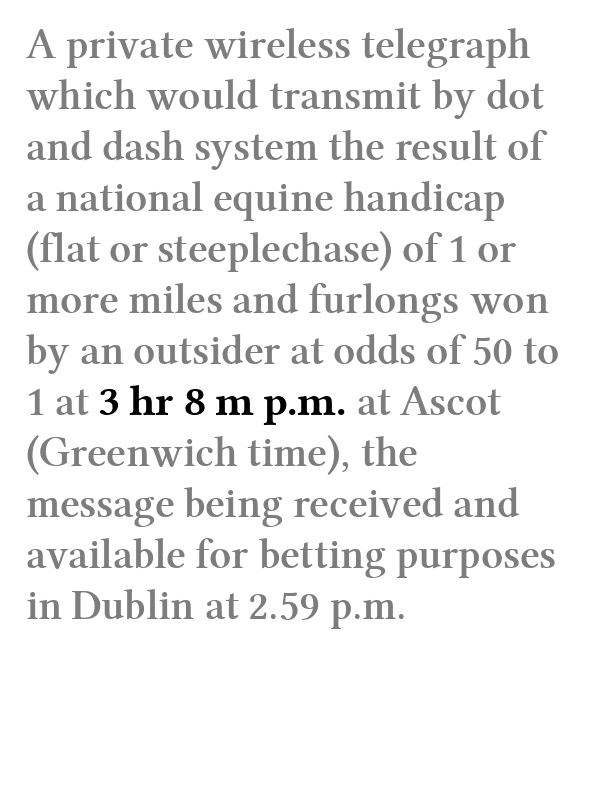 A private wireless telegraph
which would transmit by dot
and dash system the result of
a national equine handicap
(flat or steeplechase) of 1 or
more miles and furlongs won
by an outsider at odds of 50 to
1 at 3 hr 8 m p.m. at Ascot
(Greenwich time), the
message being received and
available for betting purposes
in Dublin at 2.59 p.m.